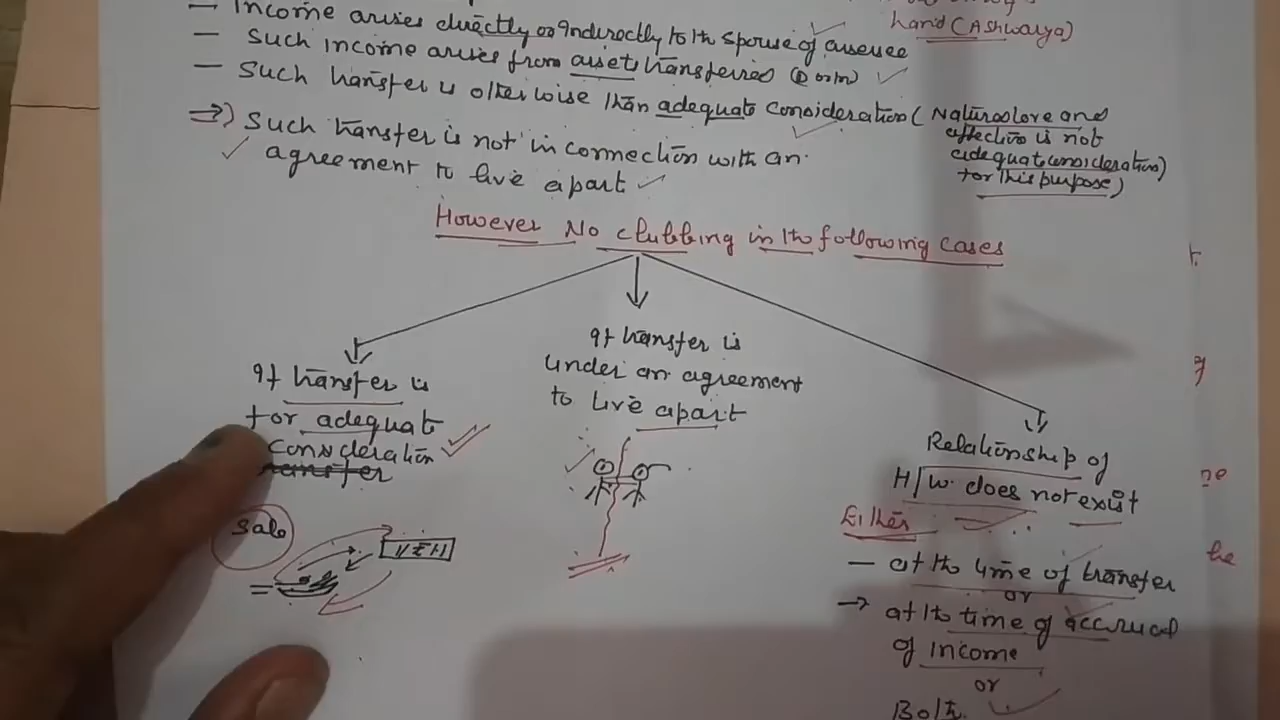 hand (Ashwarya)
– Income arises directly or Indirectly to the spouse of assessee
– Such income arises from assets transferred
– Such transfer is otherwise than adequate consideration (Natural love and
affection is not
adequate consideration)
for this purpose)
⇒) Such transfer is not in connection with an
agreement to live apart
However No clubbing in the following cases
If transfer is
for adequate
consideration
transfer
Sale
If transfer is
under an agreement
to live apart
Relationship of
H/W. does not exist
Either
– at the time of transfer
or
→ at the time of accrual
of income
or
Both